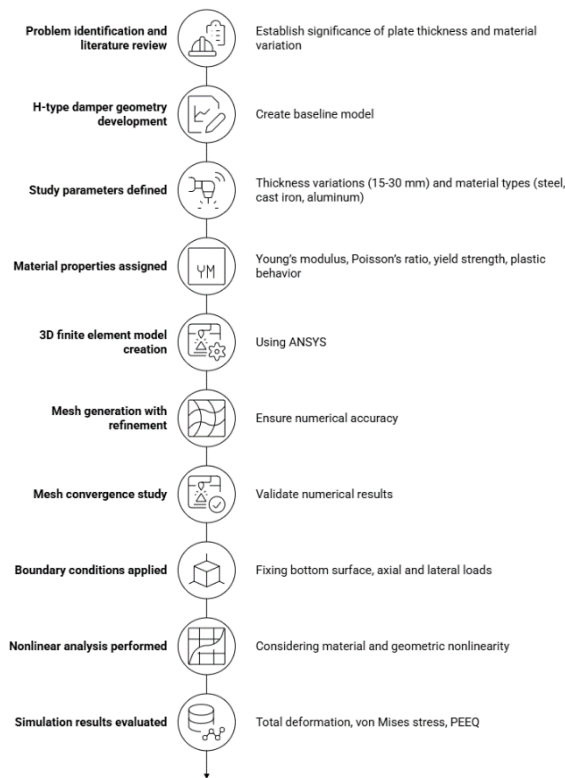 Problem identification and
literature review
Establish significance of plate thickness and material
variation
H-type damper geometry
development
Create baseline model
Study parameters defined
Thickness variations (15-30 mm) and material types (steel,
cast iron, aluminum)
Material properties assigned
YM
Young's modulus, Poisson's ratio, yield strength, plastic
behavior
3D finite element model
creation
Using ANSYS
Mesh generation with
refinement
Ensure numerical accuracy
Mesh convergence study
Validate numerical results
Boundary conditions applied
Fixing bottom surface, axial and lateral loads
Nonlinear analysis performed
Considering material and geometric nonlinearity
Simulation results evaluated
Total deformation, von Mises stress, PEEQ